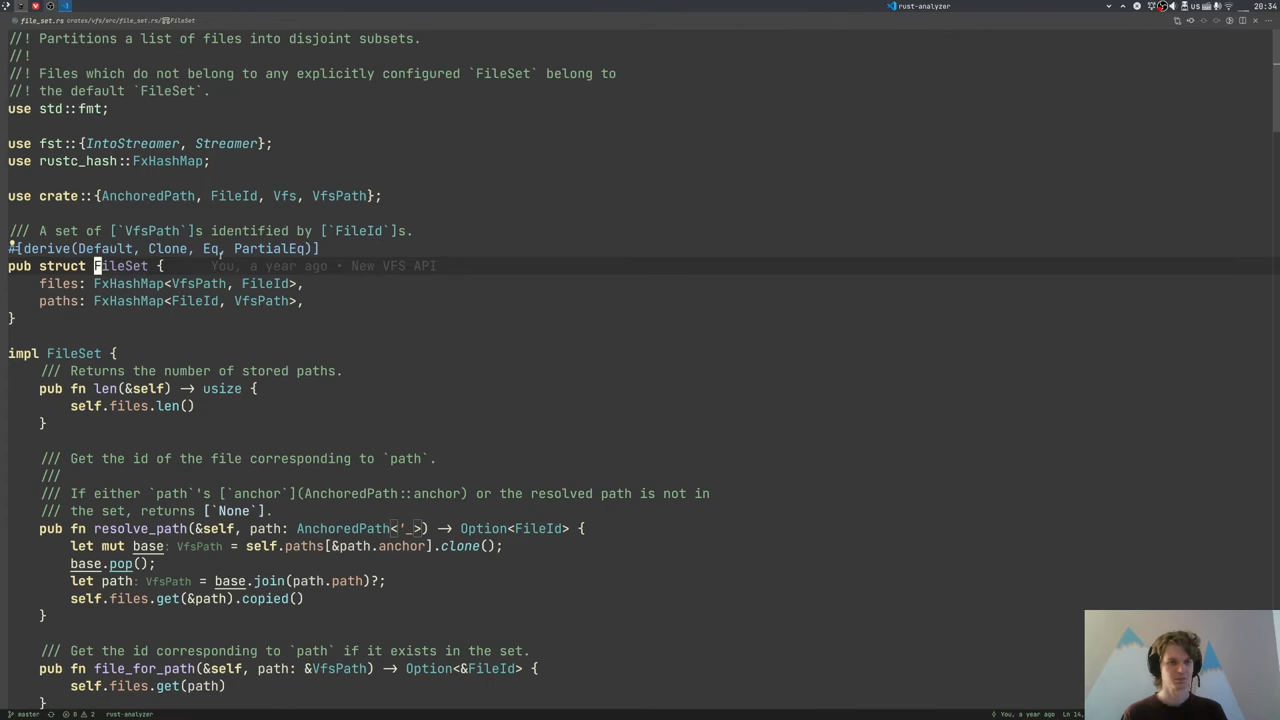 rust-analyzer
us
20:34
file_set.rs crates/vfs/src/file_set.rs/FileSet
//! Partitions a list of files into disjoint subsets.
//!
//! Files which do not belong to any explicitly configured `FileSet` belong to
//! the default `FileSet`.
use std::fmt;
use fst::{IntoStreamer, Streamer};
use rustc_hash::FxHashMap;
use crate::{AnchoredPath, FileId, Vfs, VfsPath};
/// A set of [`VfsPath`]s identified by [`FileId`]s.
#[derive(Default, Clone, Eq, PartialEq)]
pub struct FileSet { You, a year ago • New VFS API
files: FxHashMap<VfsPath, FileId>,
paths: FxHashMap<FileId, VfsPath>,
}
impl FileSet {
/// Returns the number of stored paths.
pub fn len(&self) → usize {
self.files.len()
}
/// Get the id of the file corresponding to `path`.
///
/// If either `path`'s [`anchor`](AnchoredPath::anchor) or the resolved path is not in
/// the set, returns [`None`].
pub fn resolve_path(&self, path: AnchoredPath<'_>) → Option<FileId> {
let mut base: VfsPath = self.paths[&path.anchor].clone();
base.pop();
let path: VfsPath = base.join(path.path)?;
self.files.get(&path).copied()
}
/// Get the id corresponding to `path` if it exists in the set.
pub fn file_for_path(&self, path: &VfsPath) → Option<&FileId> {
self.files.get(path)
}
master 0 2 rust-analyzer You, a year ago Ln 14,